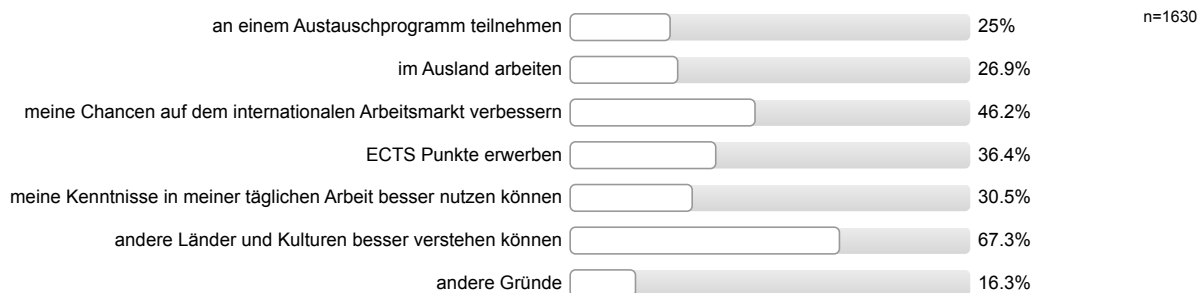 an einem Austauschprogramm teilnehmen 25% n=1630
im Ausland arbeiten 26.9%
meine Chancen auf dem internationalen Arbeitsmarkt verbessern 46.2%
ECTS Punkte erwerben 36.4%
meine Kenntnisse in meiner täglichen Arbeit besser nutzen können 30.5%
andere Länder und Kulturen besser verstehen können 67.3%
andere Gründe 16.3%